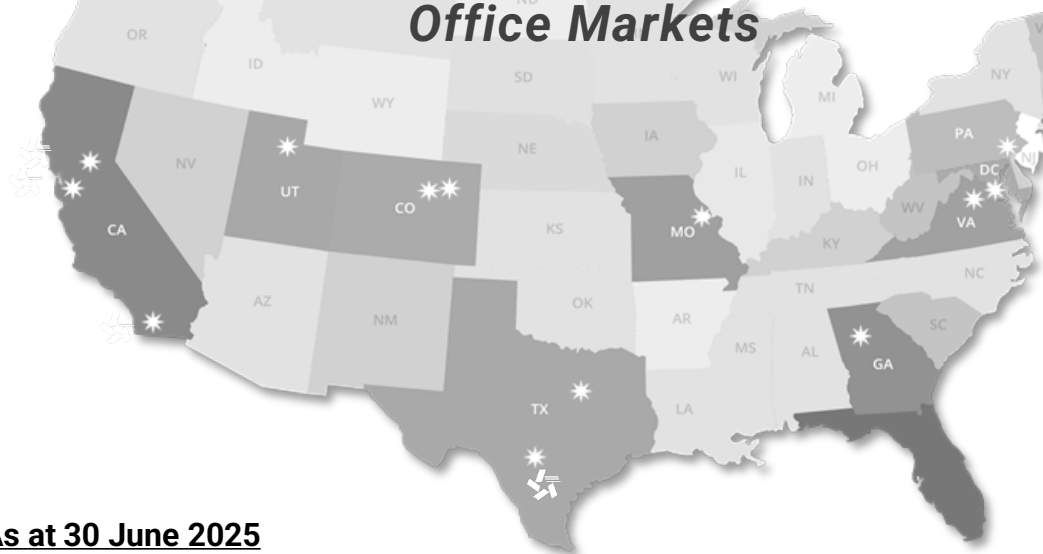 Office Markets
ND
OR
ID
SD
WI
NY
WY
MI
IA
PA
NE
NJ
NV
IL
IN
OH
DC
UT
CO
WV
VA
CA
KS
MO
KY
NC
TN
AZ
OK
NM
AR
SC
MS
AL
GA
TX
LA
As at 30 June 2025